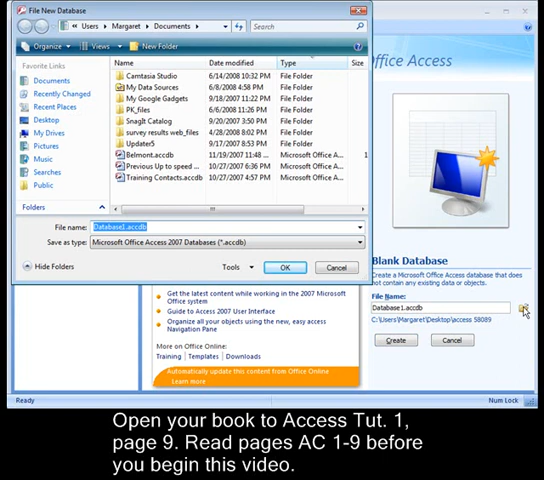 File New Database
Users ▸ Margaret ▸ Documents ▸
Search
Organize
Views
New Folder
Favorite Links
Documents
Recently Changed
Recent Places
Desktop
My Drives
Pictures
Music
Searches
Public
Folders
Name Date modified Type Size
Camtasia Studio 6/14/2008 10:32 PM File Folder
My Data Sources 6/8/2008 4:58 PM File Folder
My Google Gadgets 9/18/2007 11:22 PM File Folder
PK_files 6/6/2008 11:26 PM File Folder
SnagIt Catalog 9/20/2007 3:50 PM File Folder
survey results web_files 4/28/2008 8:02 PM File Folder
Updater5 9/17/2007 8:53 PM File Folder
Belmont.accdb 11/19/2007 11:48 ... Microsoft Office A... 1
Previous Up to speed ... 10/27/2007 6:36 PM Microsoft Office A...
Training Contacts.accdb 10/27/2007 4:57 PM Microsoft Office A...
File name: Database1.accdb
Save as type: Microsoft Office Access 2007 Databases (*.accdb)
Hide Folders
Tools
OK
Cancel
Office Access
Blank Database
Create a Microsoft Office Access database that does
not contain any existing data or objects.
File Name:
Database1.accdb
C:\Users\Margaret\Desktop\access 58089
Create
Cancel
Get the latest content while working in the 2007 Microsoft
Office system
Guide to Access 2007 User Interface
Organize all your objects using the new, easy access
Navigation Pane
More on Office Online
Training | Templates | Downloads
Automatically update this content from Office Online
Learn more
Ready
Num Lock
Open your book to Access Tut. 1,
page 9. Read pages AC 1-9 before
you begin this video.